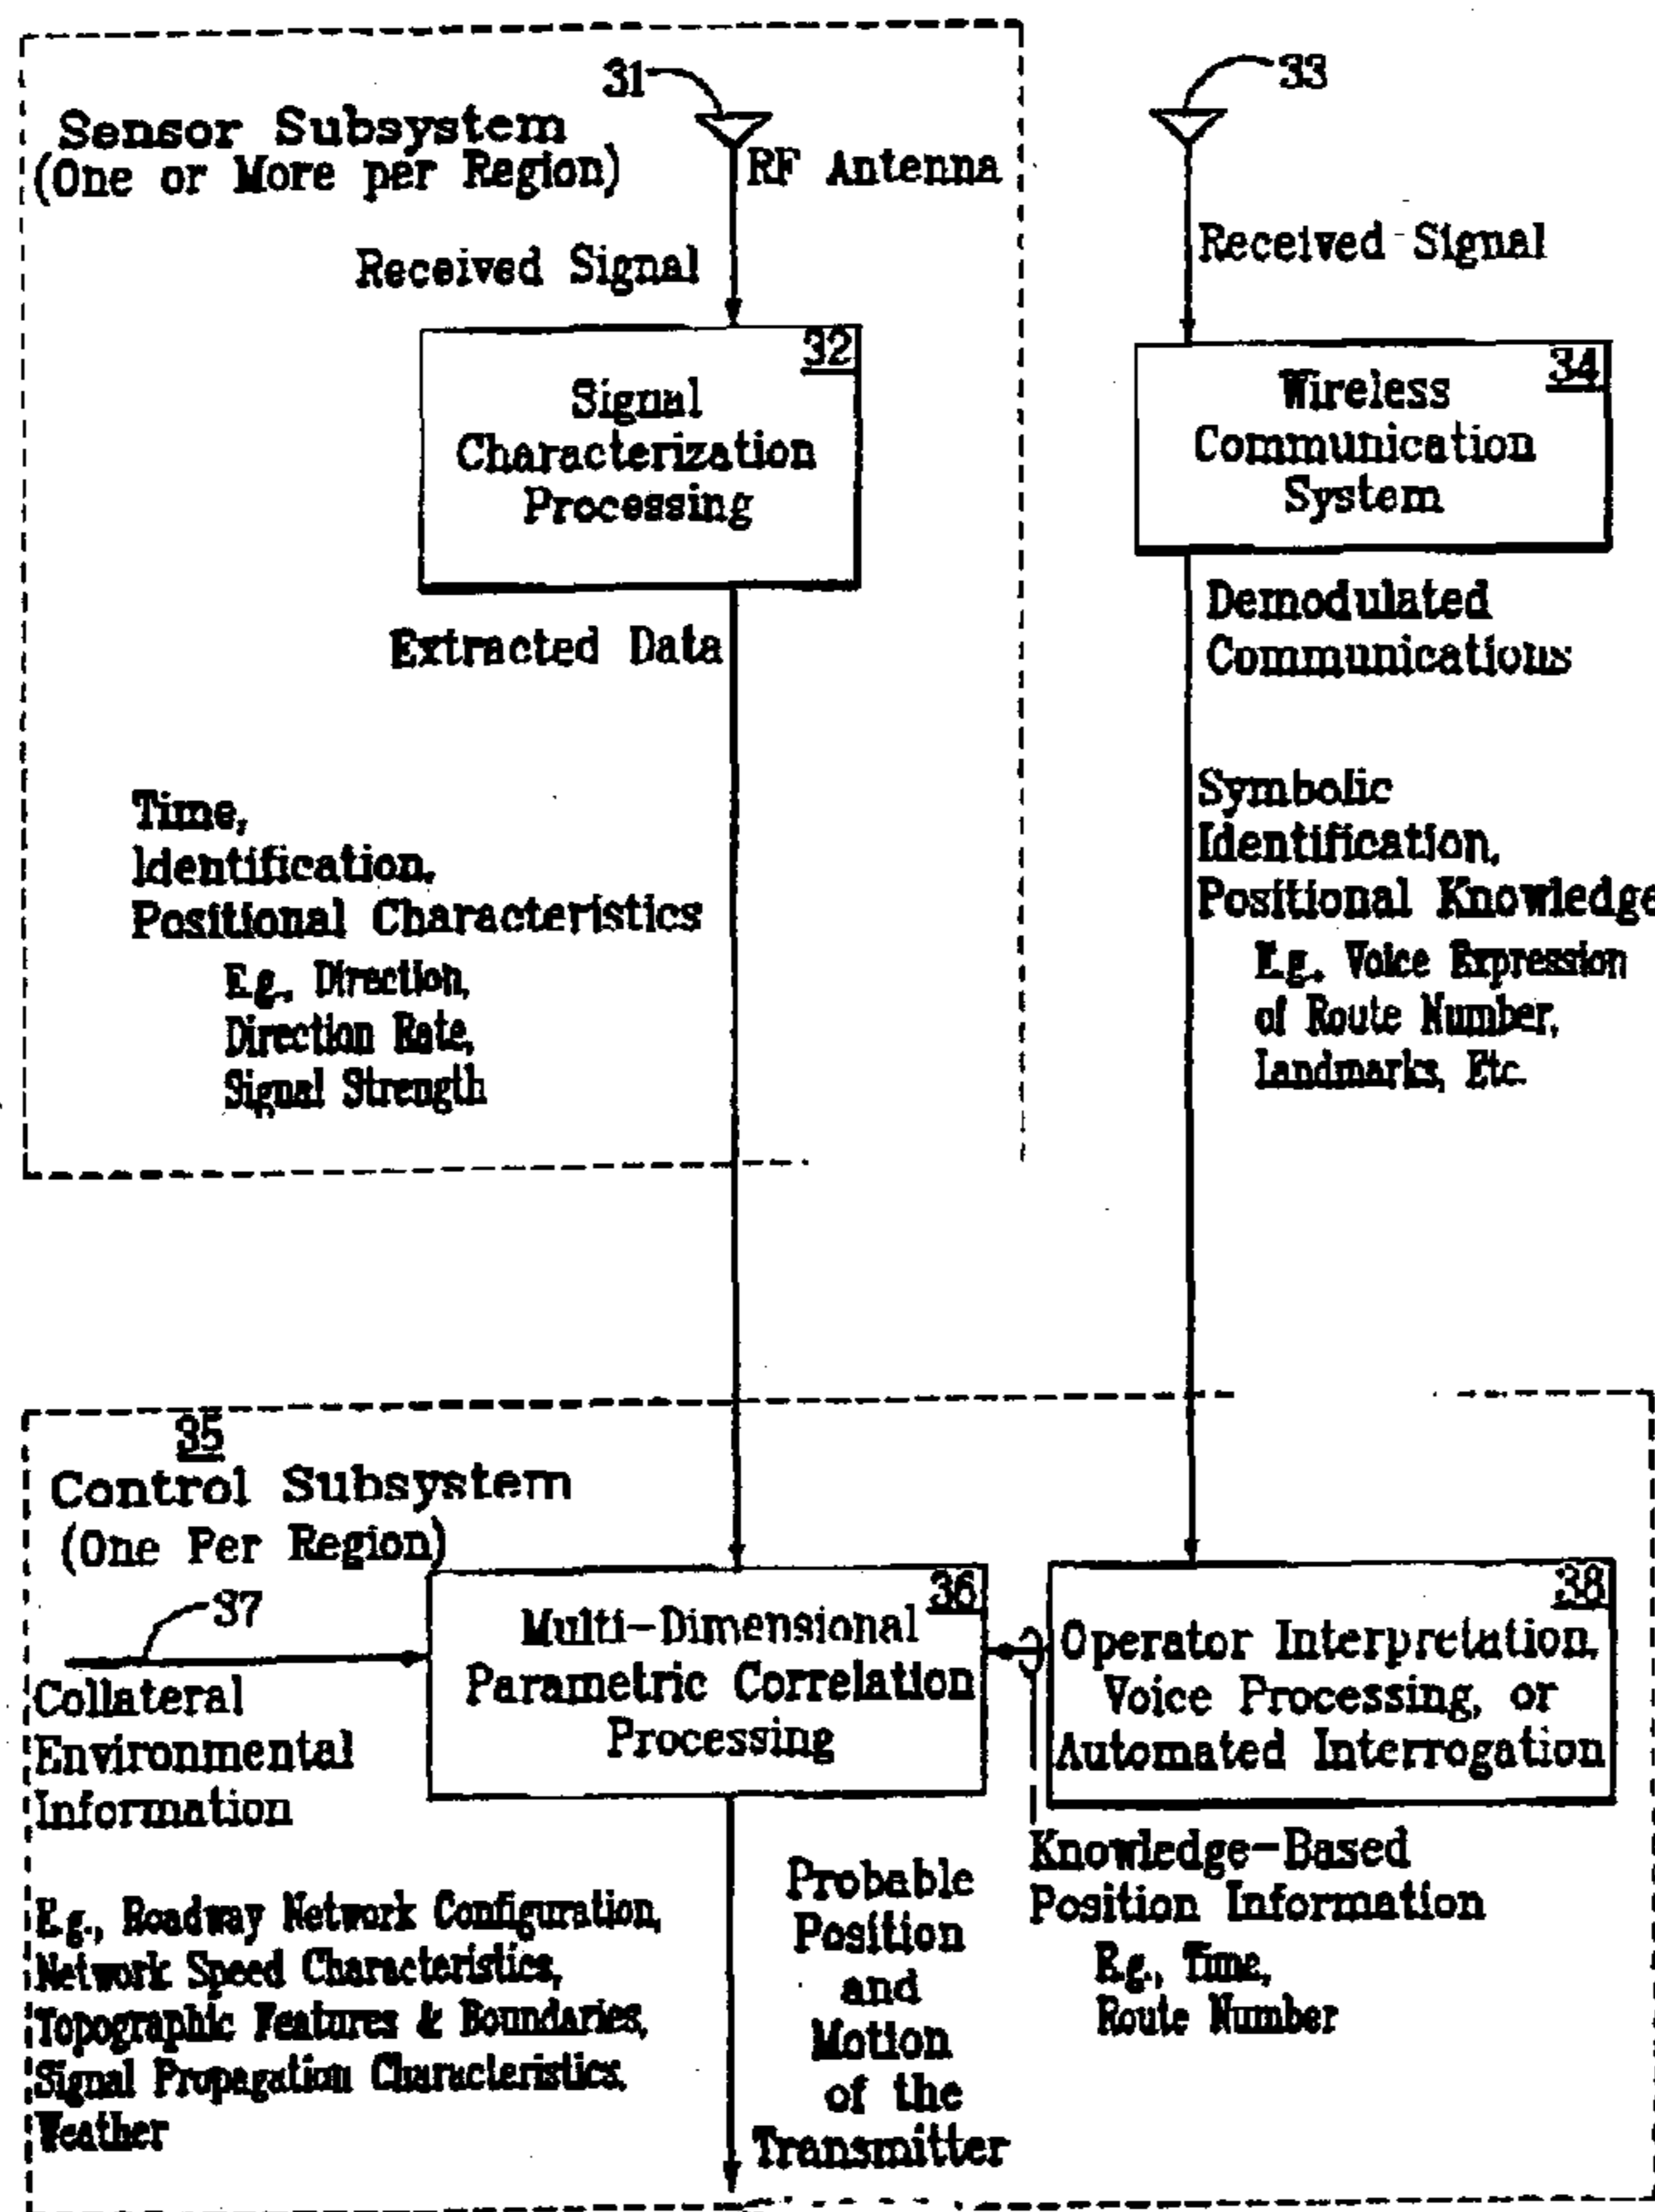 31
33
Sensor Subsystem
(One or More per Region)
RF Antenna
Received Signal
Received Signal
32
Signal
Characterization
Processing
34
Wireless
Communication
System
Extracted Data
Demodulated
Communications
Time,
Identification,
Positional Characteristics
E.g., Direction,
Direction Rate,
Signal Strength
Symbolic
Identification,
Positional Knowledge
E.g., Voice Expression
of Route Number,
Landmarks, Etc.
35
Control Subsystem
(One Per Region)
37
Collateral
Environmental
Information
E.g., Roadway Network Configuration,
Network Speed Characteristics,
Topographic Features & Boundaries,
Signal Propagation Characteristics,
Weather
36
Multi-Dimensional
Parametric Correlation
Processing
38
Operator Interpretation,
Voice Processing, or
Automated Interrogation
Probable
Position
and
Motion
of the
Transmitter
Knowledge-Based
Position Information
E.g., Time,
Route Number